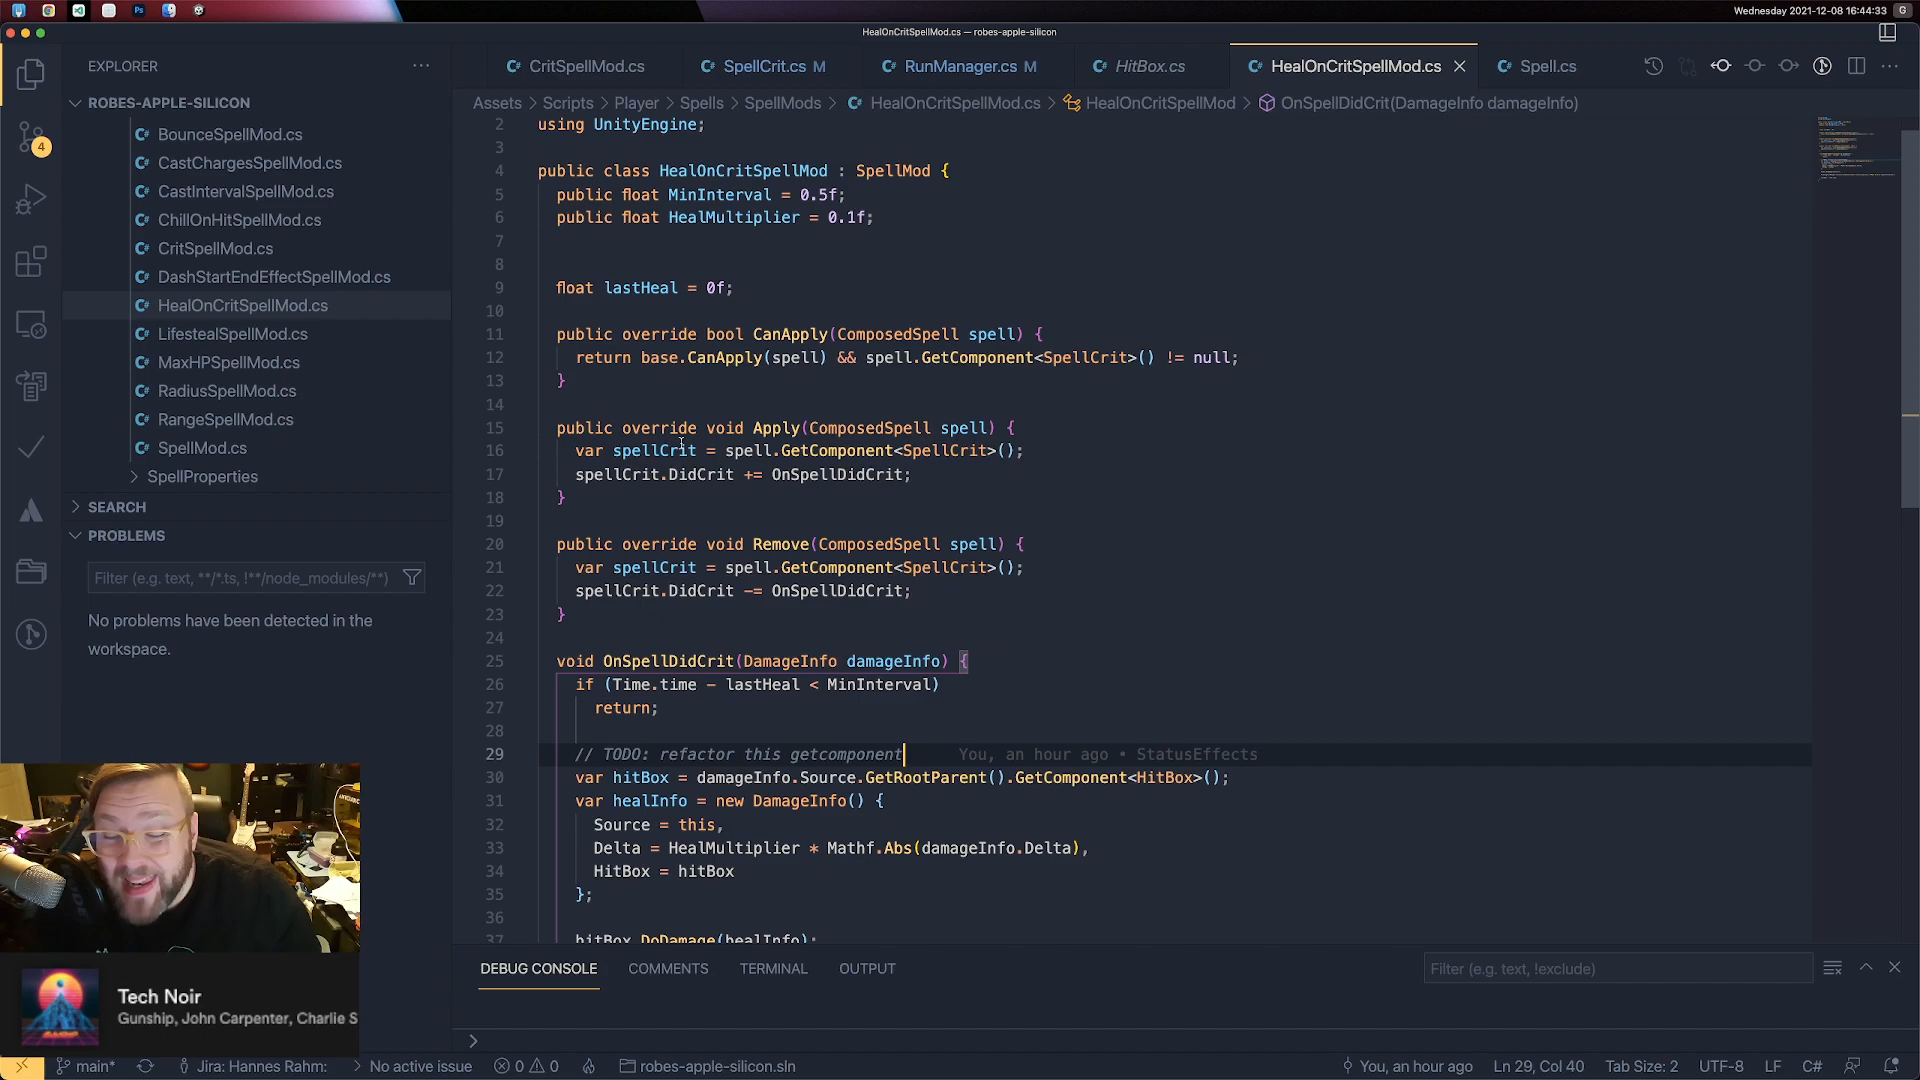 Wednesday 2021-12-08 16:44:33 G
Ps
HealOnCritSpellMod.cs — robes-apple-silicon
EXPLORER
CritSpellMod.cs
SpellCrit.cs M
RunManager.cs M
HitBox.cs
HealOnCritSpellMod.cs
Spell.cs
ROBES-APPLE-SILICON
Assets > Scripts > Player > Spells > SpellMods > HealOnCritSpellMod.cs > HealOnCritSpellMod > OnSpellDidCrit(DamageInfo damageInfo)
4
BounceSpellMod.cs
CastChargesSpellMod.cs
CastIntervalSpellMod.cs
ChillOnHitSpellMod.cs
CritSpellMod.cs
DashStartEndEffectSpellMod.cs
HealOnCritSpellMod.cs
LifestealSpellMod.cs
MaxHPSpellMod.cs
RadiusSpellMod.cs
RangeSpellMod.cs
SpellMod.cs
SpellProperties
SEARCH
PROBLEMS
Filter (e.g. text, **/*.ts, !**/node_modules/**)
No problems have been detected in the
workspace.
2 using UnityEngine;
3
4 public class HealOnCritSpellMod : SpellMod {
5 public float MinInterval = 0.5f;
6 public float HealMultiplier = 0.1f;
7
8
9 float lastHeal = 0f;
10
11 public override bool CanApply(ComposedSpell spell) {
12 return base.CanApply(spell) && spell.GetComponent<SpellCrit>() != null;
13 }
14
15 public override void Apply(ComposedSpell spell) {
16 var spellCrit = spell.GetComponent<SpellCrit>();
17 spellCrit.DidCrit += OnSpellDidCrit;
18 }
19
20 public override void Remove(ComposedSpell spell) {
21 var spellCrit = spell.GetComponent<SpellCrit>();
22 spellCrit.DidCrit -= OnSpellDidCrit;
23 }
24
25 void OnSpellDidCrit(DamageInfo damageInfo) {
26 if (Time.time - lastHeal < MinInterval)
27 return;
28
29 // TODO: refactor this getcomponent You, an hour ago • StatusEffects
30 var hitBox = damageInfo.Source.GetRootParent().GetComponent<HitBox>();
31 var healInfo = new DamageInfo() {
32 Source = this,
33 Delta = HealMultiplier * Mathf.Abs(damageInfo.Delta),
34 HitBox = hitBox
35 };
36
37 hitBox.DoDamage(healInfo);
DEBUG CONSOLE COMMENTS TERMINAL OUTPUT
Filter (e.g. text, !exclude)
Tech Noir
Gunship, John Carpenter, Charlie S
main* Jira: Hannes Rahm: No active issue 0 0 robes-apple-silicon.sln You, an hour ago Ln 29, Col 40 Tab Size: 2 UTF-8 LF C#